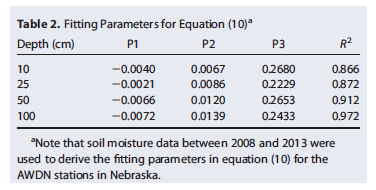 Table 2. Fitting Parameters for Equation (10)ᵃ
Depth (cm) P1 P2 P3 R²
10 −0.0040 0.0067 0.2680 0.866
25 −0.0021 0.0086 0.2229 0.872
50 −0.0066 0.0120 0.2653 0.912
100 −0.0072 0.0139 0.2433 0.972
ᵃNote that soil moisture data between 2008 and 2013 were
used to derive the fitting parameters in equation (10) for the
AWDN stations in Nebraska.